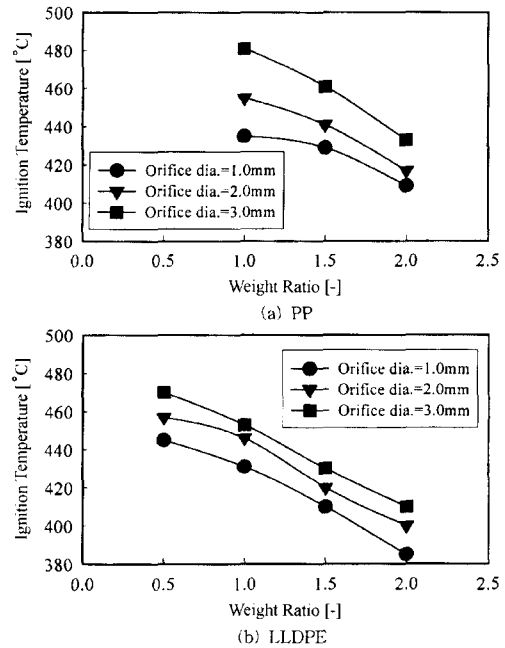 Ignition Temperature [°C]
500
480
460
440
420
400
380
Orifice dia.=1.0mm
Orifice dia.=2.0mm
Orifice dia.=3.0mm
0.0 0.5 1.0 1.5 2.0 2.5
Weight Ratio [-]
(a) PP
Ignition Temperature [°C]
500
480
460
440
420
400
380
Orifice dia.=1.0mm
Orifice dia.=2.0mm
Orifice dia.=3.0mm
0.0 0.5 1.0 1.5 2.0 2.5
Weight Ratio [-]
(b) LLDPE